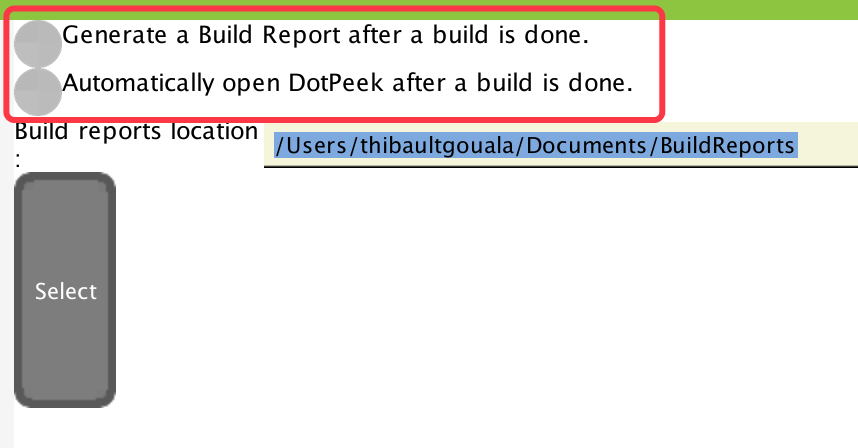 Generate a Build Report after a build is done.
Automatically open DotPeek after a build is done.
Build reports location
:
/Users/thibaultgouala/Documents/BuildReports
Select